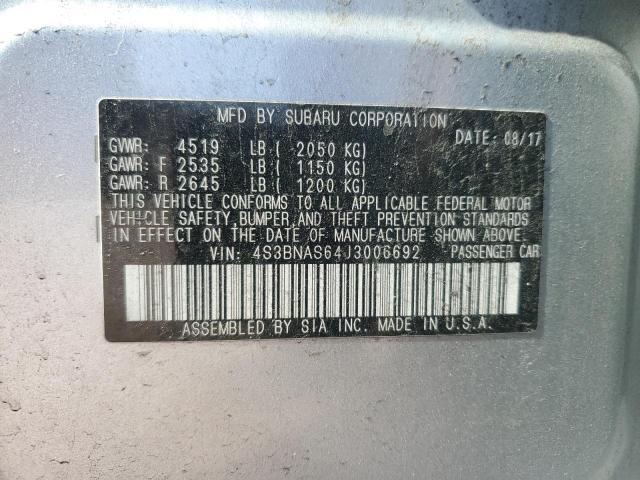 MFD BY SUBARU CORPORATION
DATE: 08/17
GVWR: 4519 LB ( 2050 KG)
GAWR: F 2535 LB ( 1150 KG)
GAWR: R 2645 LB ( 1200 KG)
THIS VEHICLE CONFORMS TO ALL APPLICABLE FEDERAL MOTOR
VEHICLE SAFETY, BUMPER, AND THEFT PREVENTION STANDARDS
IN EFFECT ON THE DATE OF MANUFACTURE SHOWN ABOVE.
VIN: 4S3BNAS64J3006692 PASSENGER CAR
ASSEMBLED BY SIA INC. MADE IN U.S.A.